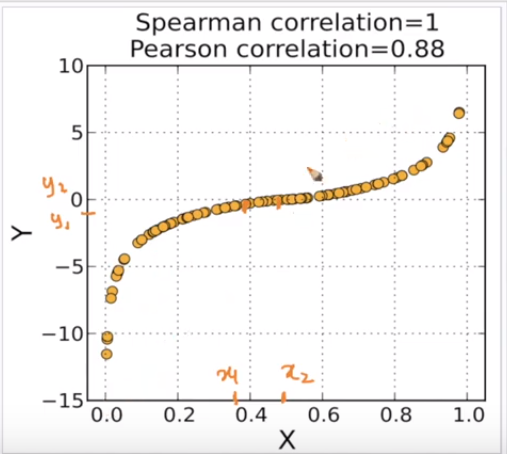 Spearman correlation=1
Pearson correlation=0.88
10
5
y₂
0
y₁
Y
−5
−10
−15
x₁ x₂
0.0 0.2 0.4 0.6 0.8 1.0
X